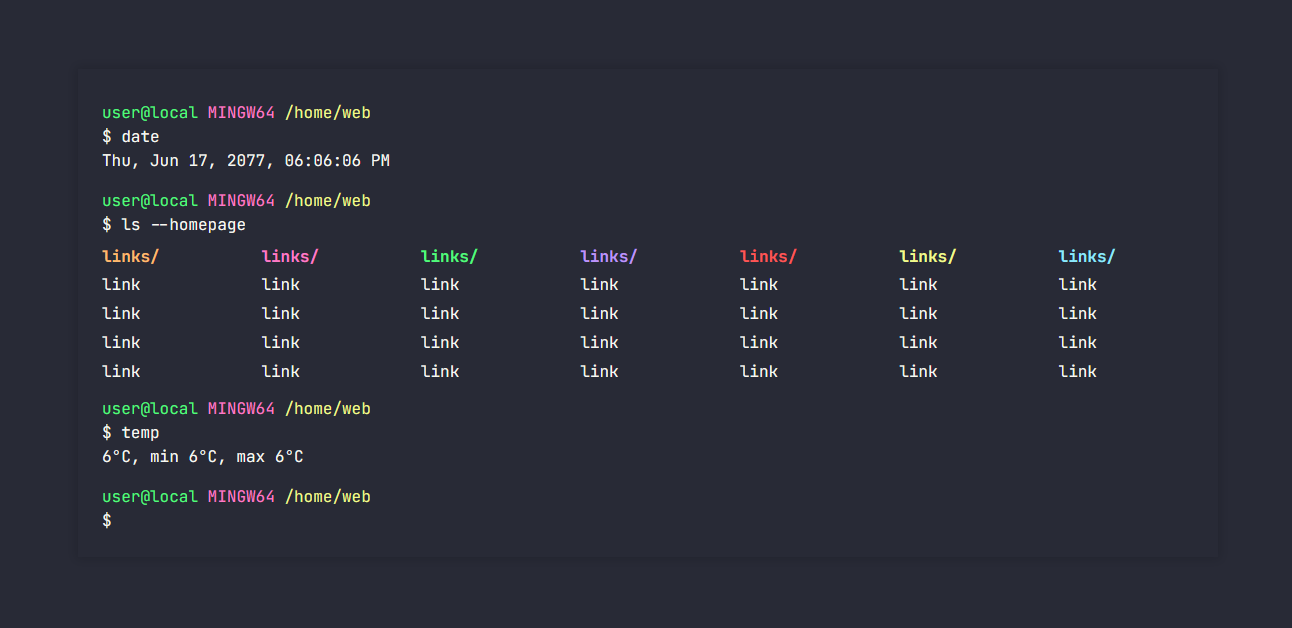 user@local MINGW64 /home/web
$ date
Thu, Jun 17, 2077, 06:06:06 PM
user@local MINGW64 /home/web
$ ls --homepage
links/ links/ links/ links/ links/ links/ links/
link link link link link link link
link link link link link link link
link link link link link link link
link link link link link link link
user@local MINGW64 /home/web
$ temp
6°C, min 6°C, max 6°C
user@local MINGW64 /home/web
$